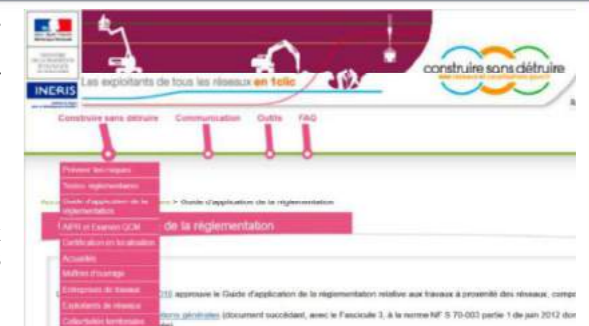 INERIS
Les exploitants de tous les réseaux en 1clic
construire sans détruire
Construire sans détruire Communication Outils FAQ
Prévenir les risques
Textes réglementaires
Guide d'application de la
réglementation
> Guide d'application de la réglementation
AIPR et Examen QCM
de la réglementation
Certification en localisation
Actualités
Maîtres d'ouvrage
Entreprises de travaux
approuve le Guide d'application de la réglementation relative aux travaux à proximité des réseaux, compo
Exploitants de réseaux
générales (document succédant, avec le Fascicule 3, à la norme NF S 70-003 partie 1 de juin 2012 don
Collectivités territoriales